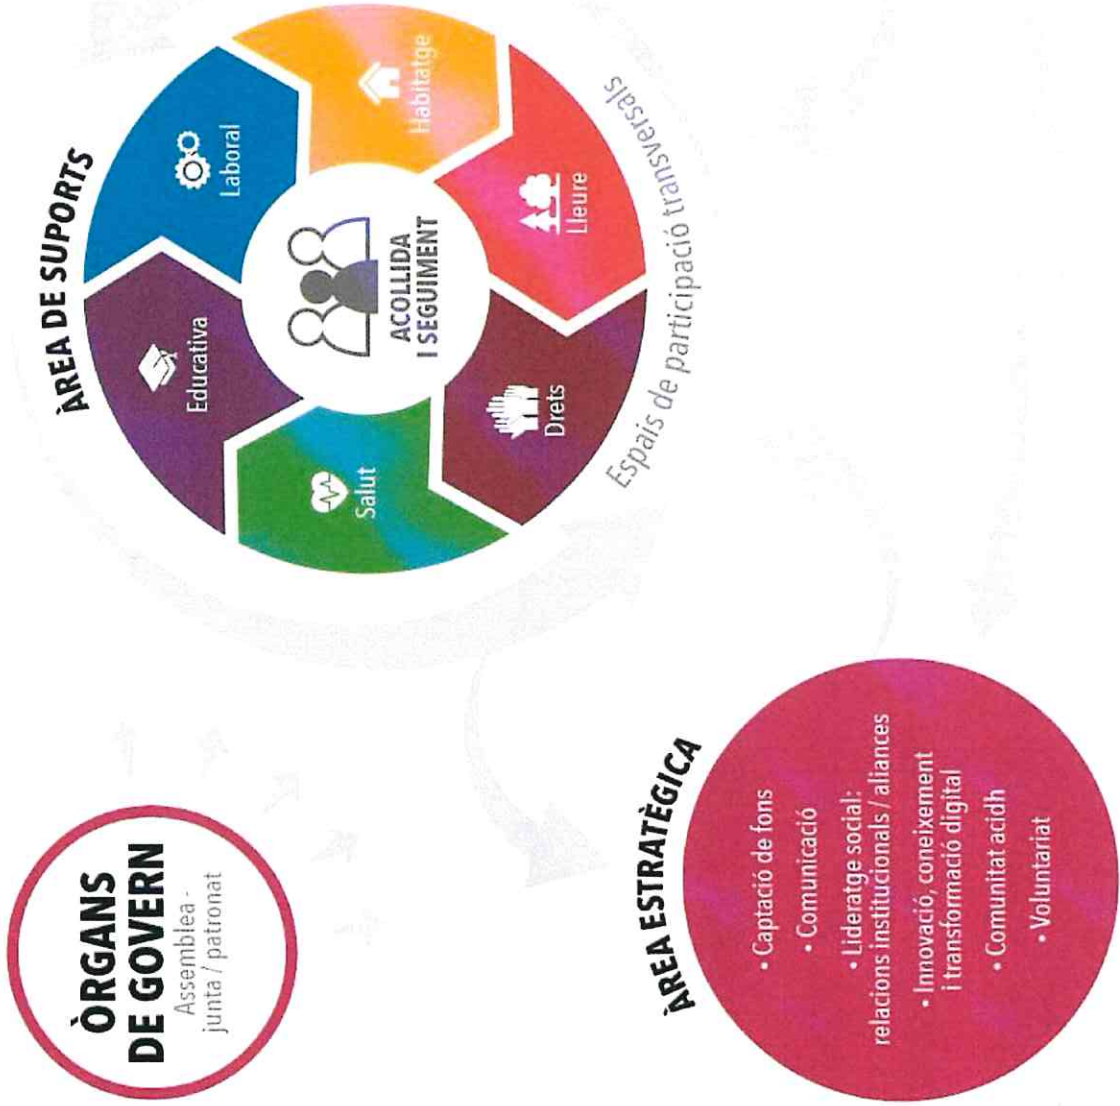 ÒRGANS
DE GOVERN
Assemblea -
junta / patronat
ÀREA DE SUPORTS
Educativa
Laboral
Habitatge
Lleure
Drets
Salut
ACOLLIDA
I SEGUIMENT
Espais de participació transversals
ÀREA ESTRATÈGICA
• Captació de fons
• Comunicació
• Lideratge social:
relacions institucionals / aliances
• Innovació, coneixement
i transformació digital
• Comunitat acidh
• Voluntariat